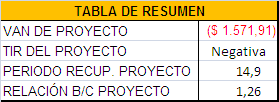 TABLA DE RESUMEN
VAN DE PROYECTO ($ 1.571,91)
TIR DEL PROYECTO Negativa
PERIODO RECUP. PROYECTO 14,9
RELACIÓN B/C PROYECTO 1,26